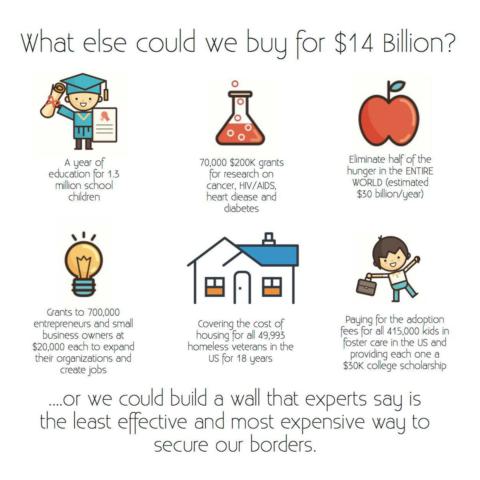 What else could we buy for $14 Billion?
A year of
education for 1.3
million school
children
70,000 $200K grants
for research on
cancer, HIV/AIDS,
heart diease and
diabetes
Eliminate half of the
hunger in the ENTIRE
WORLD (estimated
$30 billion/year)
Grants to 700,000
entrepreneurs and small
business owners at
$20,000 each to expand
their organizations and
create jobs
Covering the cost of
housing for all 49,993
homeless veterans in the
US for 18 years
Paying for the adoption
fees for all 415,000 kids in
foster care in the US and
providing each one a
$30K college scholarship
....or we could build a wall that experts say is
the least effective and most expensive way to
secure our borders.